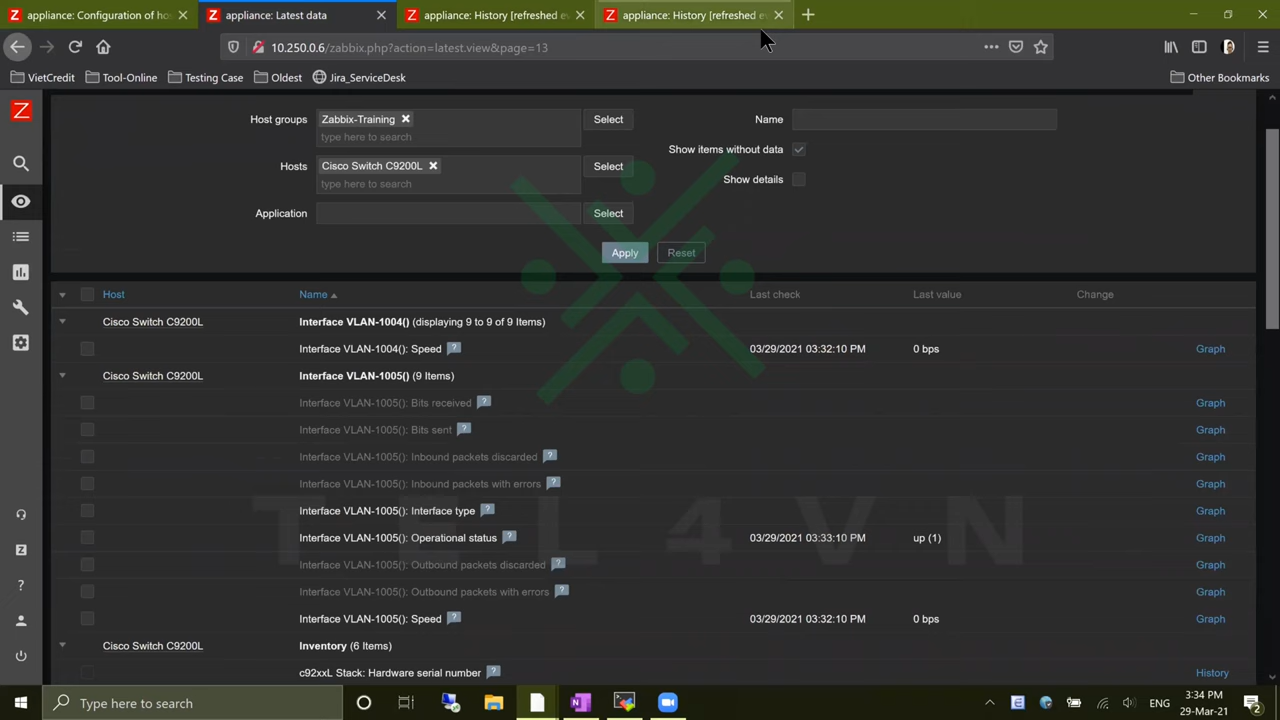 appliance: Configuration of hos
appliance: Latest data
appliance: History [refreshed ev
appliance: History [refreshed ev
10.250.0.6/zabbix.php?action=latest.view&page=13
VietCredit
Tool-Online
Testing Case
Oldest
Jira_ServiceDesk
Other Bookmarks
Z
Host groups
Zabbix-Training
type here to search
Select
Name
Show items without data
Hosts
Cisco Switch C9200L
type here to search
Select
Show details
Application
Select
Apply
Reset
Host
Name
Last check
Last value
Change
Cisco Switch C9200L
Interface VLAN-1004() (displaying 9 to 9 of 9 Items)
Interface VLAN-1004(): Speed ?
03/29/2021 03:32:10 PM
0 bps
Graph
Cisco Switch C9200L
Interface VLAN-1005() (9 Items)
Interface VLAN-1005(): Bits received ?
Graph
Interface VLAN-1005(): Bits sent ?
Graph
Interface VLAN-1005(): Inbound packets discarded ?
Graph
Interface VLAN-1005(): Inbound packets with errors ?
Graph
Interface VLAN-1005(): Interface type ?
Graph
TEL4VN
Interface VLAN-1005(): Operational status ?
03/29/2021 03:33:10 PM
up (1)
Graph
Interface VLAN-1005(): Outbound packets discarded ?
Graph
Interface VLAN-1005(): Outbound packets with errors ?
Graph
Interface VLAN-1005(): Speed ?
03/29/2021 03:32:10 PM
0 bps
Graph
Cisco Switch C9200L
Inventory (6 Items)
c92xxL Stack: Hardware serial number ?
History
Type here to search
ENG
3:34 PM
29-Mar-21
2